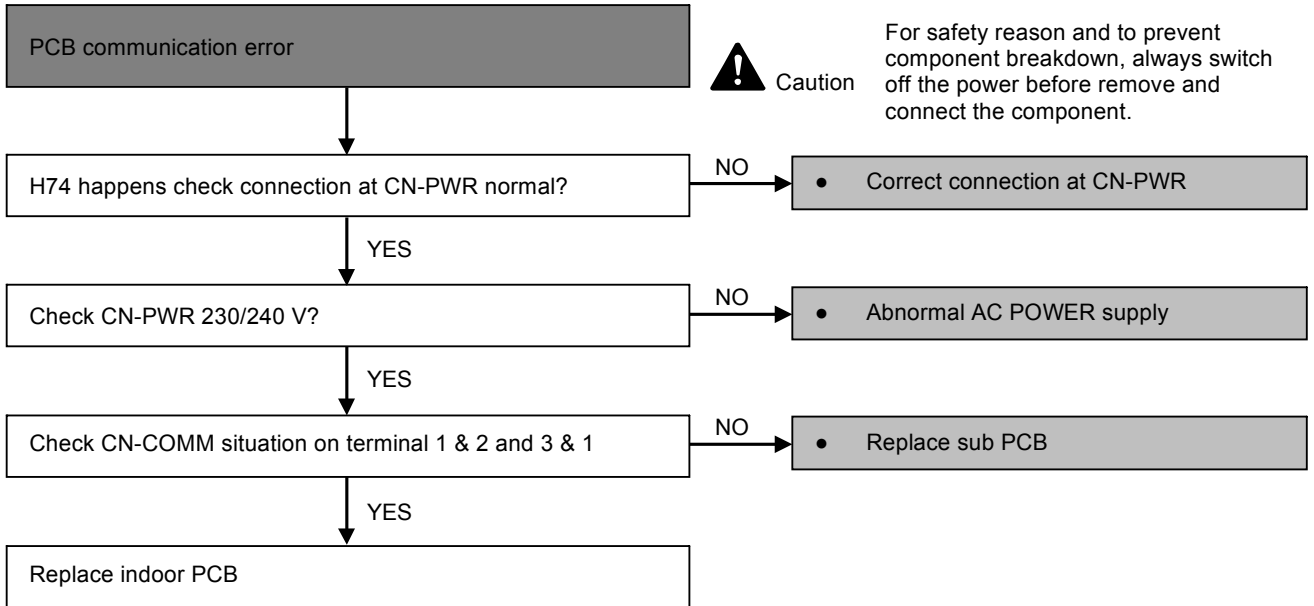 PCB communication error
Caution
For safety reason and to prevent
component breakdown, always switch
off the power before remove and
connect the component.
H74 happens check connection at CN-PWR normal?
NO
● Correct connection at CN-PWR
YES
Check CN-PWR 230/240 V?
NO
● Abnormal AC POWER supply
YES
Check CN-COMM situation on terminal 1 & 2 and 3 & 1
NO
● Replace sub PCB
YES
Replace indoor PCB